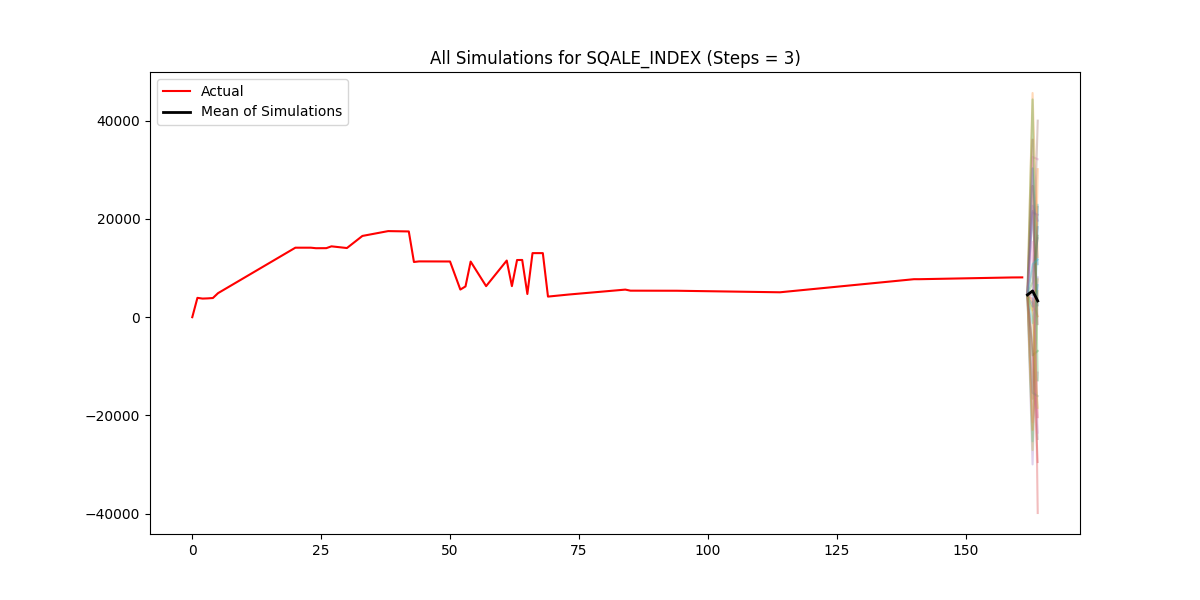 All Simulations for SQALE_INDEX (Steps = 3)
Actual
Mean of Simulations
40000
20000
0
−20000
−40000
0 25 50 75 100 125 150